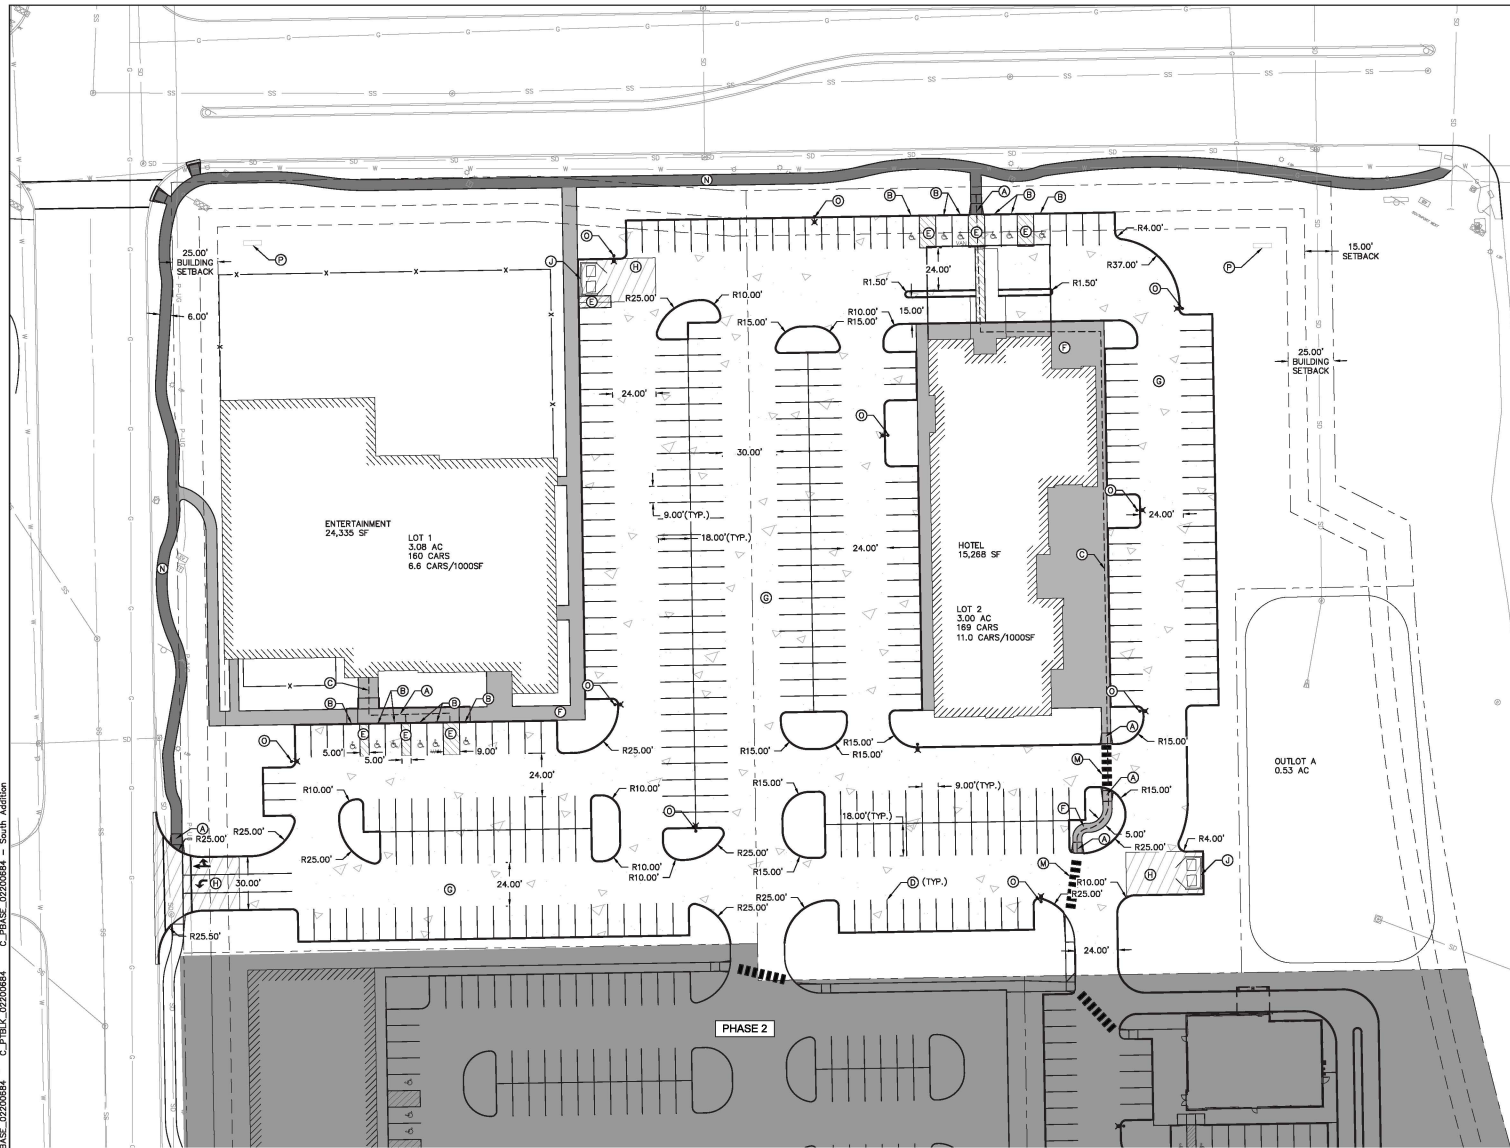 25.00'
BUILDING
SETBACK
6.00'
P
N
O
O
J
H
E
R25.00'
R10.00'
R15.00'
R15.00'
R10.00'
R15.00'
B
B
A
B
B
E
E
E
VAN
24.00'
R1.50'
R1.50'
15.00'
R4.00'
R37.00'
O
P
15.00'
SETBACK
25.00'
BUILDING
SETBACK
F
G
24.00'
O
30.00'
9.00'(TYP.)
18.00'(TYP.)
24.00'
O
24.00'
C
ENTERTAINMENT
24,335 SF
LOT 1
3.08 AC
160 CARS
6.6 CARS/1000SF
HOTEL
15,268 SF
LOT 2
3.00 AC
169 CARS
11.0 CARS/1000SF
G
N
C
B
B
A
B
B
F
O
O
E
E
E
5.00'
5.00'
9.00'
24.00'
R25.00'
R15.00'
R15.00'
R15.00'
O
A
R15.00'
M
A
R15.00'
OUTLOT A
0.53 AC
O
R10.00'
R10.00'
O
R15.00'
9.00'(TYP.)
18.00'(TYP.)
F
5.00'
R25.00'
A
R4.00'
J
H
A
R25.00'
R25.00'
R25.00'
R10.00'
R10.00'
R25.00'
R15.00'
M
H
30.00'
G
24.00'
D (TYP.)
O
R10.00'
R25.00'
R25.00'
R25.00'
R25.50'
24.00'
PHASE 2
C_PBASE_02200684 - South Addition
C_PTBLK_02200684